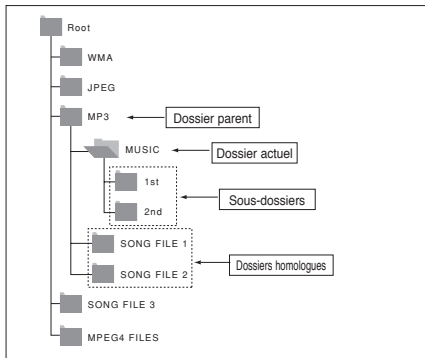 Root
WMA
JPEG
MP3
Dossier parent
MUSIC
Dossier actuel
1st
2nd
Sous-dossiers
SONG FILE 1
SONG FILE 2
Dossiers homologues
SONG FILE 3
MPEG4 FILES